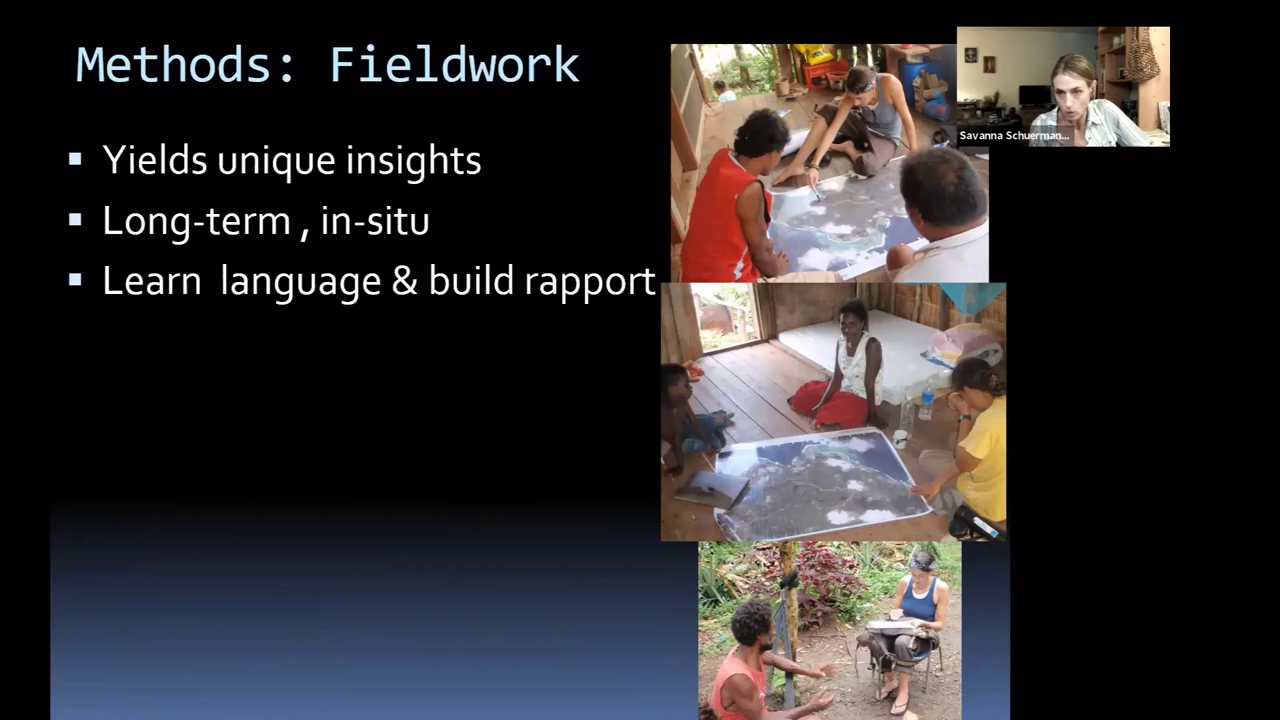 Methods: Fieldwork
Yields unique insights
Long-term , in-situ
Learn  language & build rapport
Savanna Schuerman...